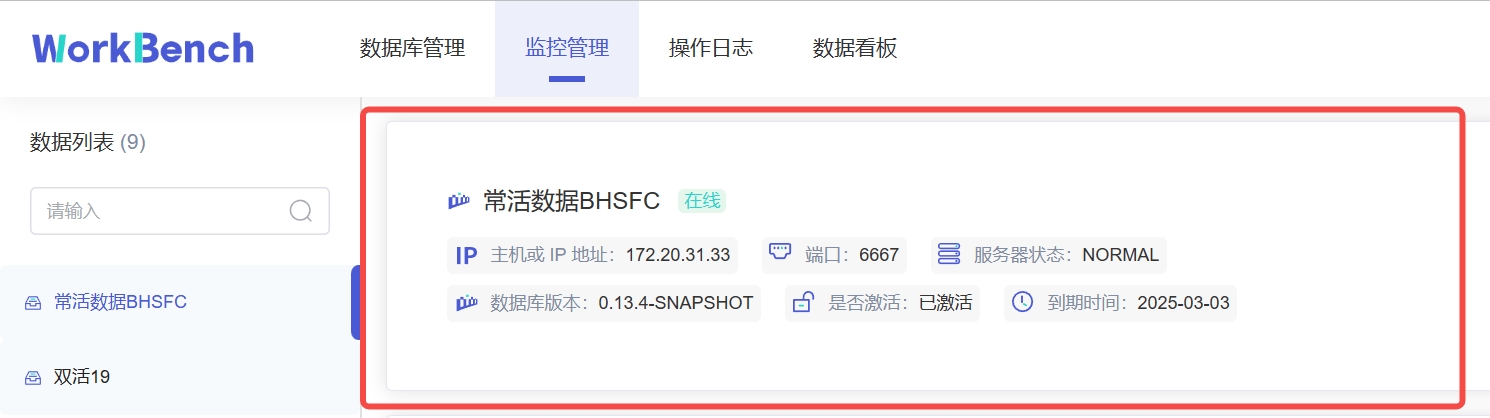 WorkBench 数据库管理 监控管理 操作日志 数据看板
数据列表 (9)
请输入
常活数据BHSFC
双活19
常活数据BHSFC 在线
IP 主机或 IP 地址：172.20.31.33 端口：6667 服务器状态：NORMAL
数据库版本：0.13.4-SNAPSHOT 是否激活：已激活 到期时间：2025-03-03